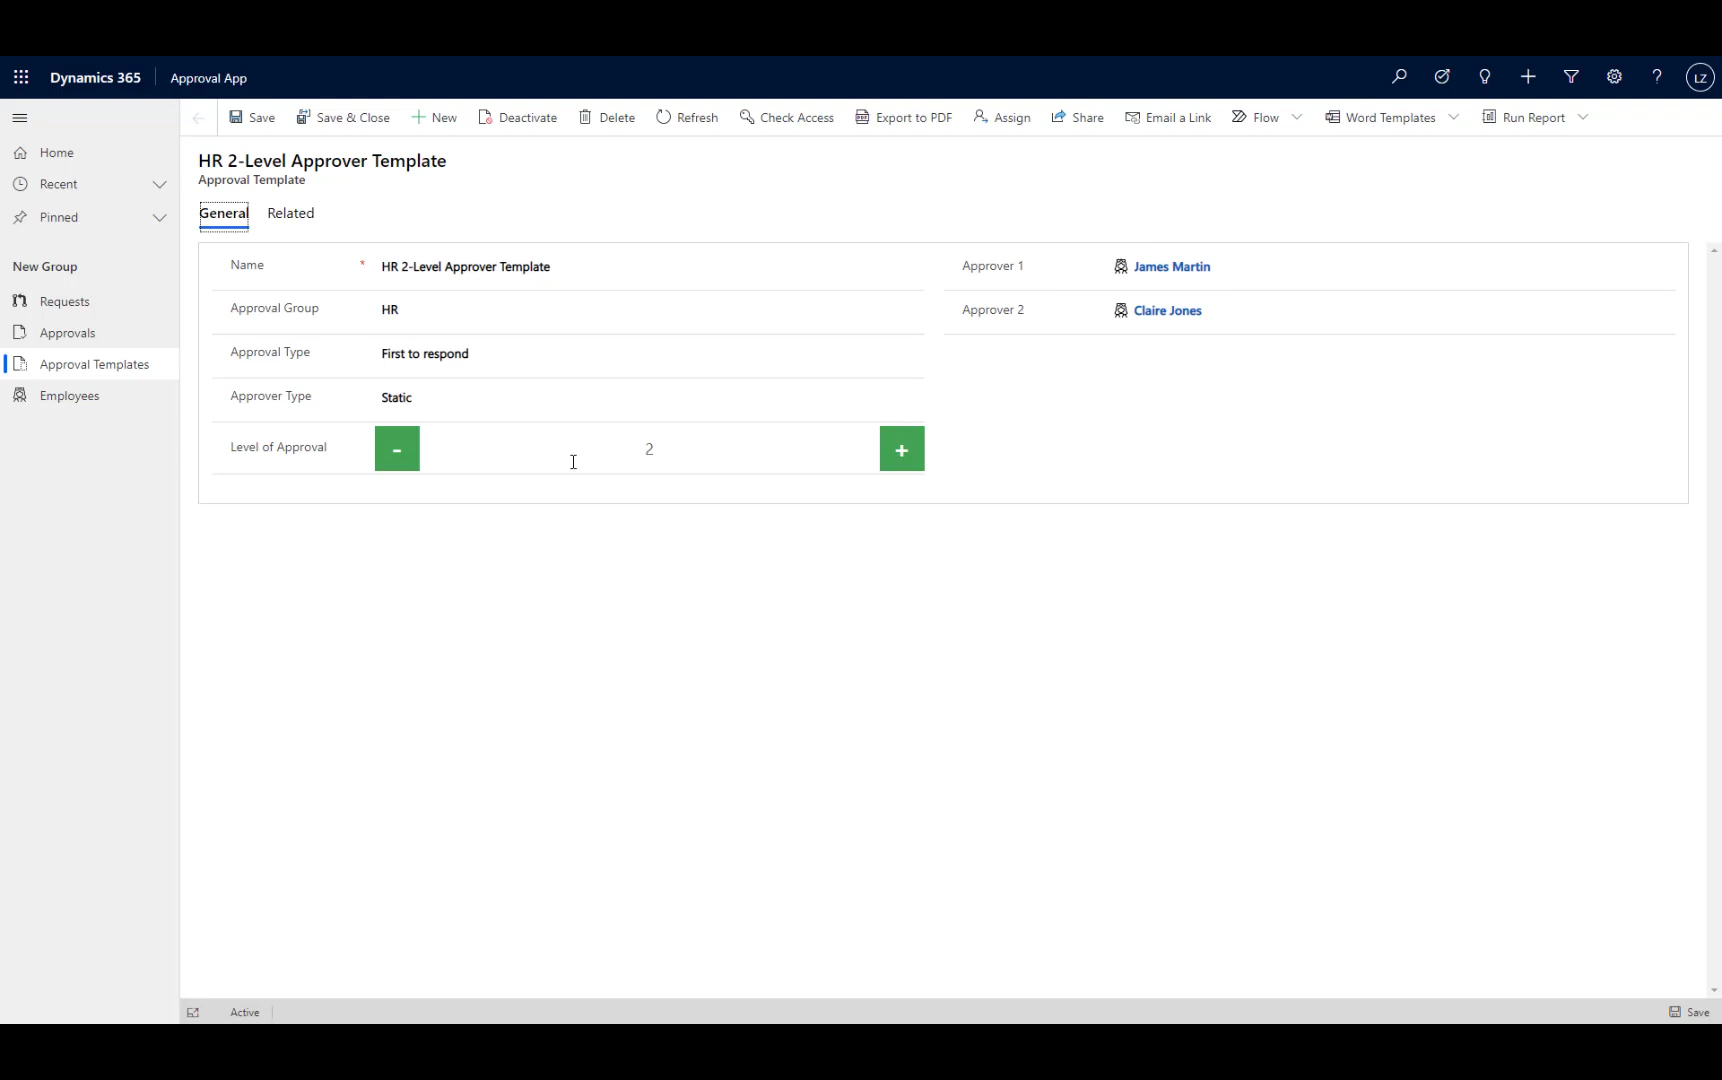 Dynamics 365 Approval App LZ
Save Save & Close New Deactivate Delete Refresh Check Access Export to PDF Assign Share Email a Link Flow Word Templates Run Report
Home
Recent
Pinned
New Group
Requests
Approvals
Approval Templates
Employees
HR 2-Level Approver Template
Approval Template
General Related
Name * HR 2-Level Approver Template
Approval Group HR
Approval Type First to respond
Approver Type Static
Level of Approval - 2 +
Approver 1 James Martin
Approver 2 Claire Jones
Active Save